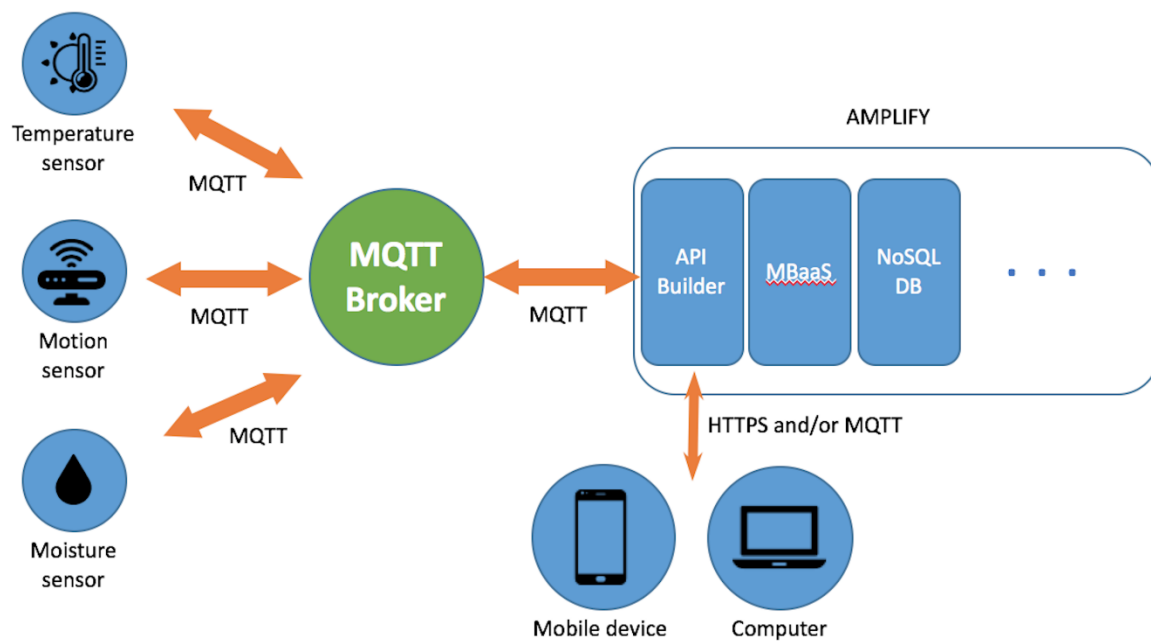 Temperature
sensor
MQTT
Motion
sensor
MQTT
Moisture
sensor
MQTT
MQTT
Broker
MQTT
AMPLIFY
API
Builder
MBaaS
NoSQL
DB
. . .
HTTPS and/or MQTT
Mobile device
Computer